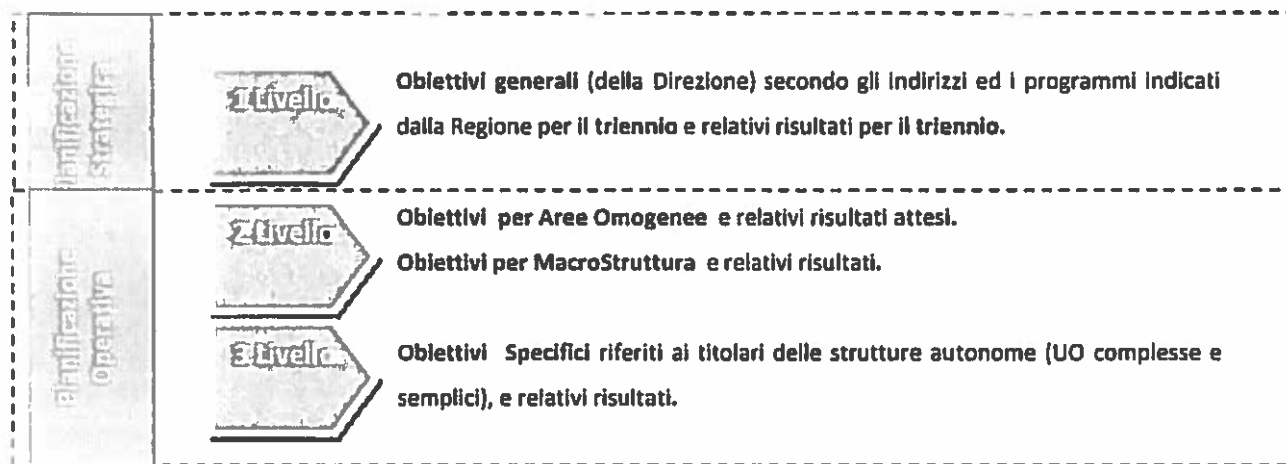 Pianificazione
Strategica
1 Livello
Obiettivi generali (della Direzione) secondo gli indirizzi ed i programmi indicati
dalla Regione per il triennio e relativi risultati per il triennio.
Pianificazione
Operativa
2 Livello
Obiettivi per Aree Omogenee e relativi risultati attesi.
Obiettivi per MacroStruttura e relativi risultati.
3 Livello
Obiettivi Specifici riferiti ai titolari delle strutture autonome (UO complesse e
semplici), e relativi risultati.